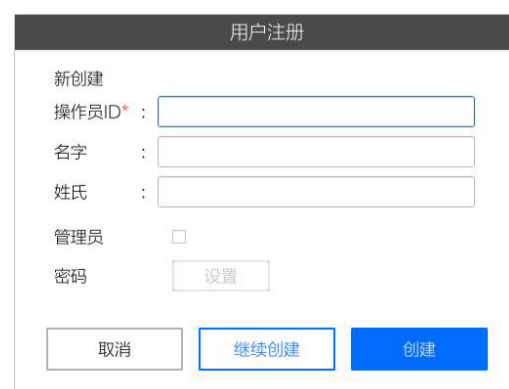 用户注册
新创建
操作员ID* :
名字 :
姓氏 :
管理员
密码 设置
取消 继续创建 创建